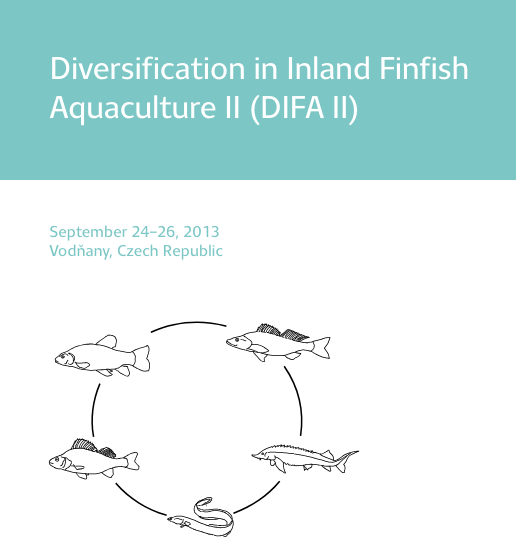 Diversification in Inland Finfish
Aquaculture II (DIFA II)
September 24–26, 2013
Vodňany, Czech Republic